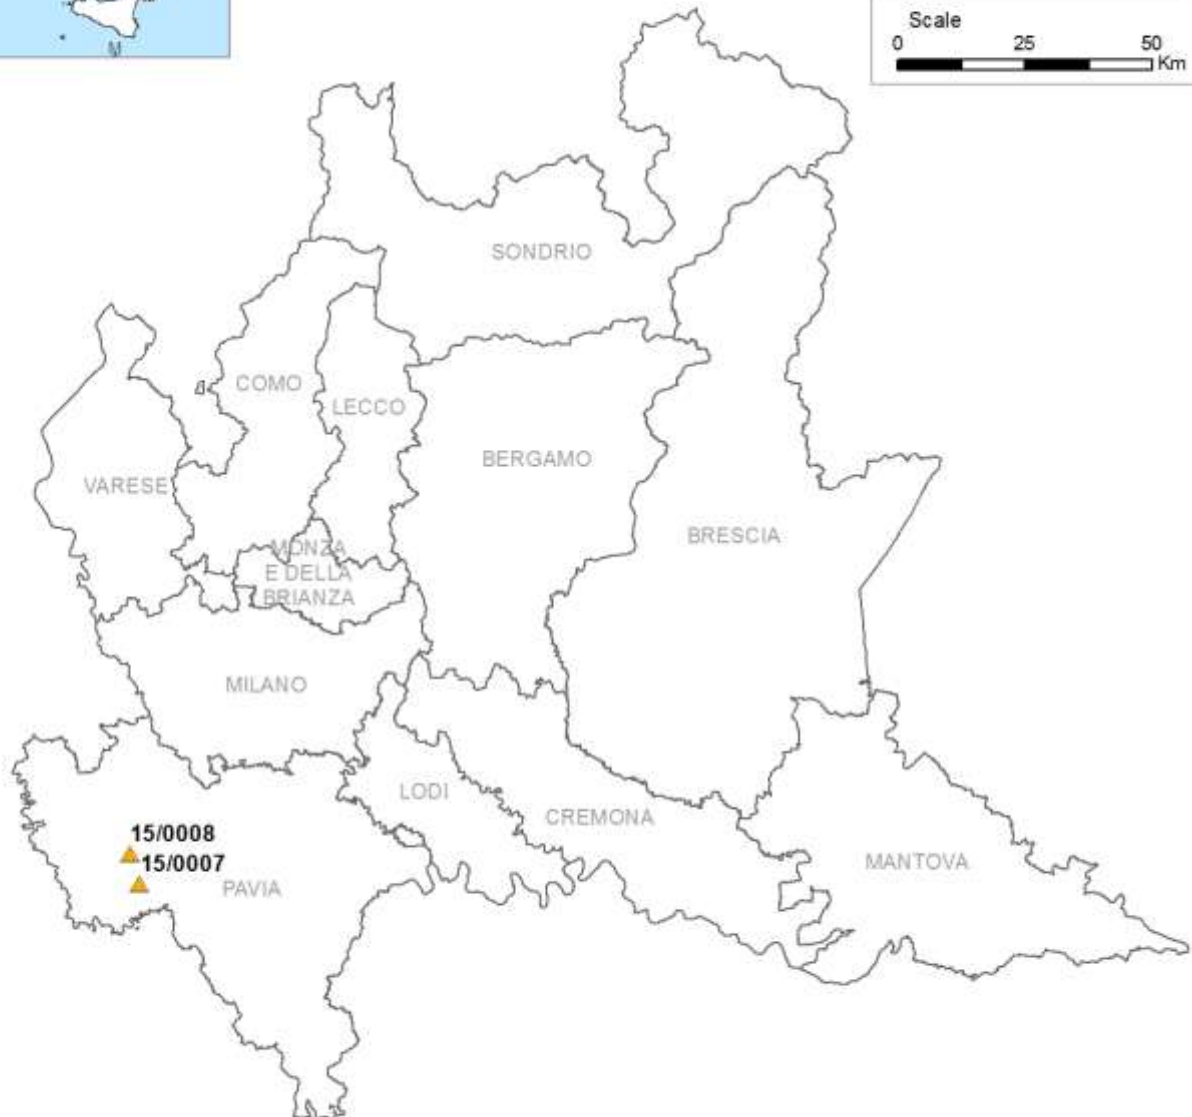 Scale
0 25 50
Km
SONDRIO
COMO
LECCO
BERGAMO
VARESE
BRESCIA
MONZA
E DELLA
BRIANZA
MILANO
LODI
CREMONA
MANTOVA
15/0008
15/0007
PAVIA